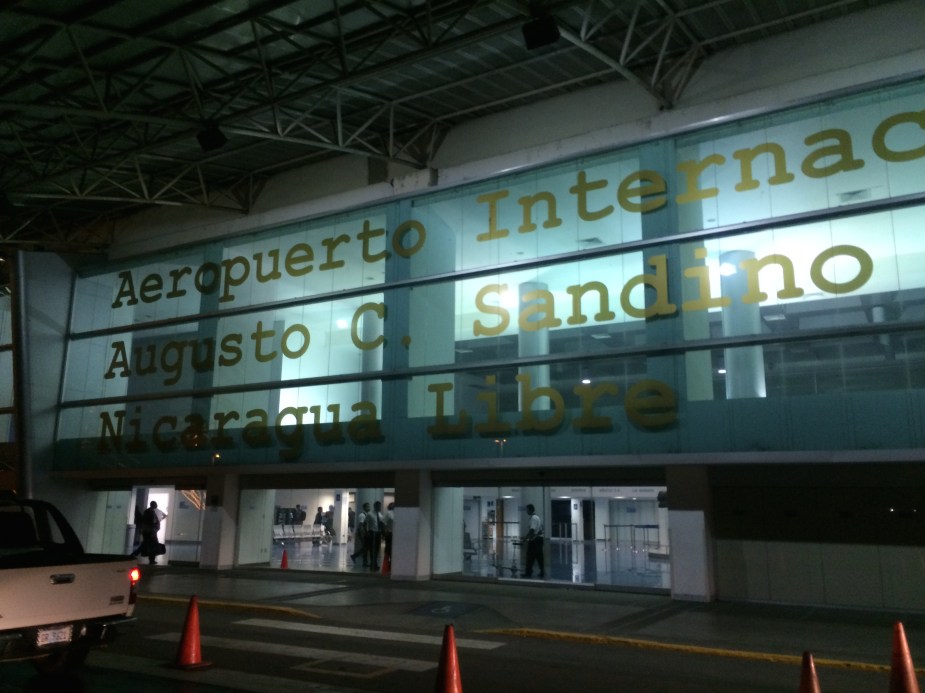 Aeropuerto Internac
Augusto C. Sandino
Nicaragua Libre